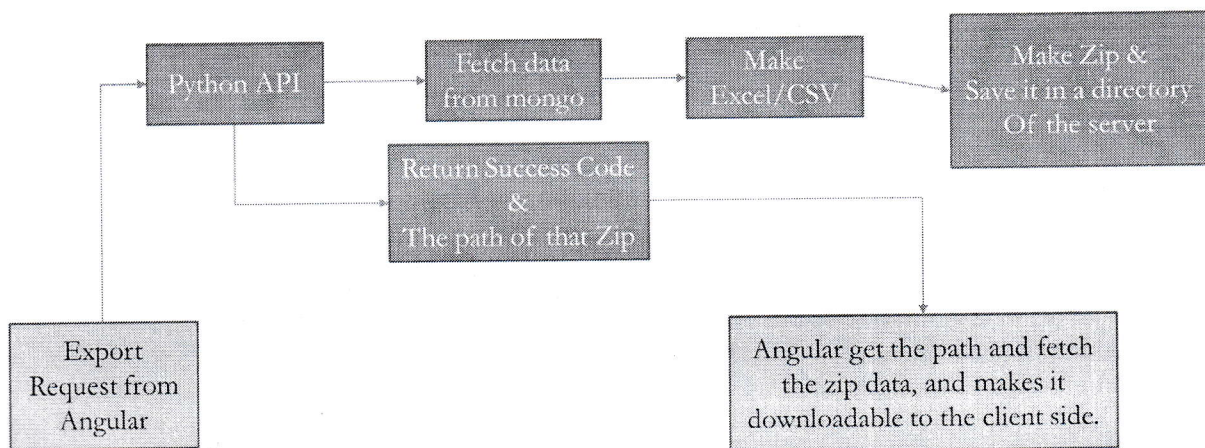 Python API
Fetch data
from mongo
Make
Excel/CSV
Make Zip &
Save it in a directory
Of the server
Return Success Code
&
The path of that Zip
Export
Request from
Angular
Angular get the path and fetch
the zip data, and makes it
downloadable to the client side.